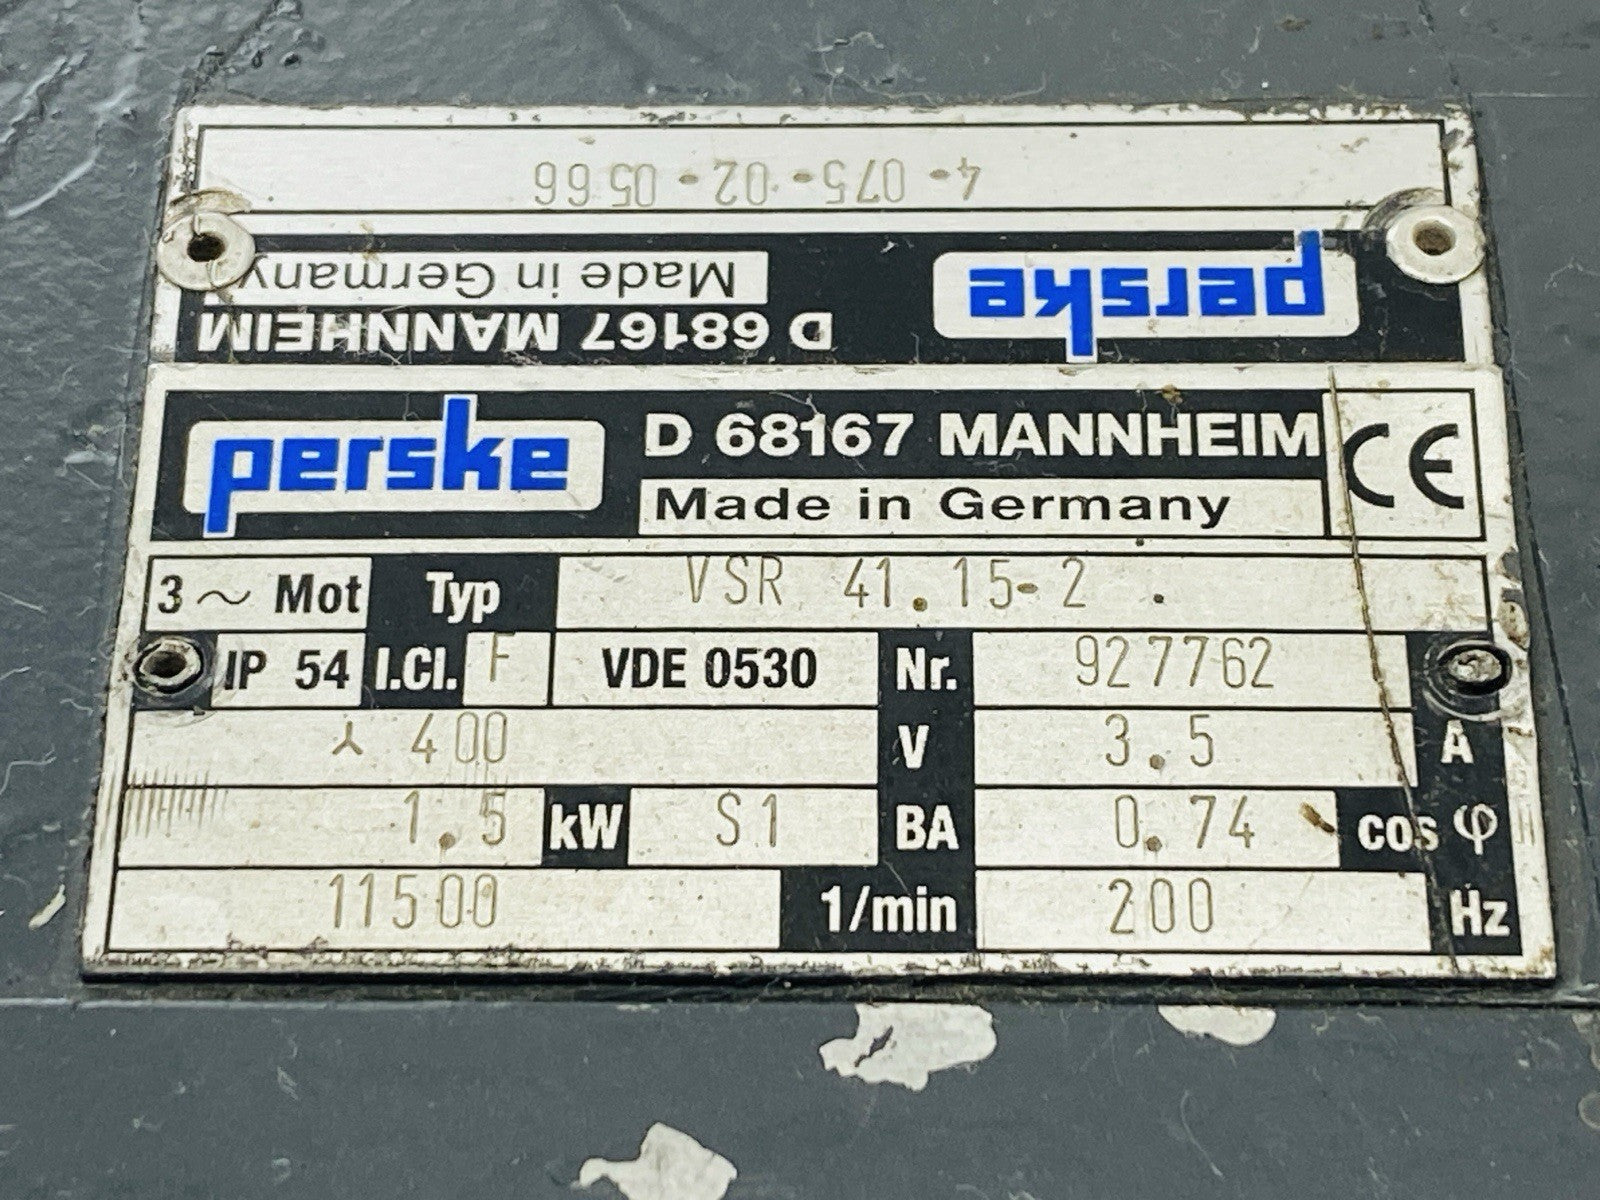 4-075-02-0566
perske
D 68167 MANNHEIM
Made in Germany
perske D 68167 MANNHEIM CE
Made in Germany
3 ~ Mot Typ VSR 41.15-2
IP 54 I.Cl. F VDE 0530 Nr. 927762
⅄ 400 V 3.5 A
1.5 kW S1 BA 0.74 cos φ
11500 1/min 200 Hz